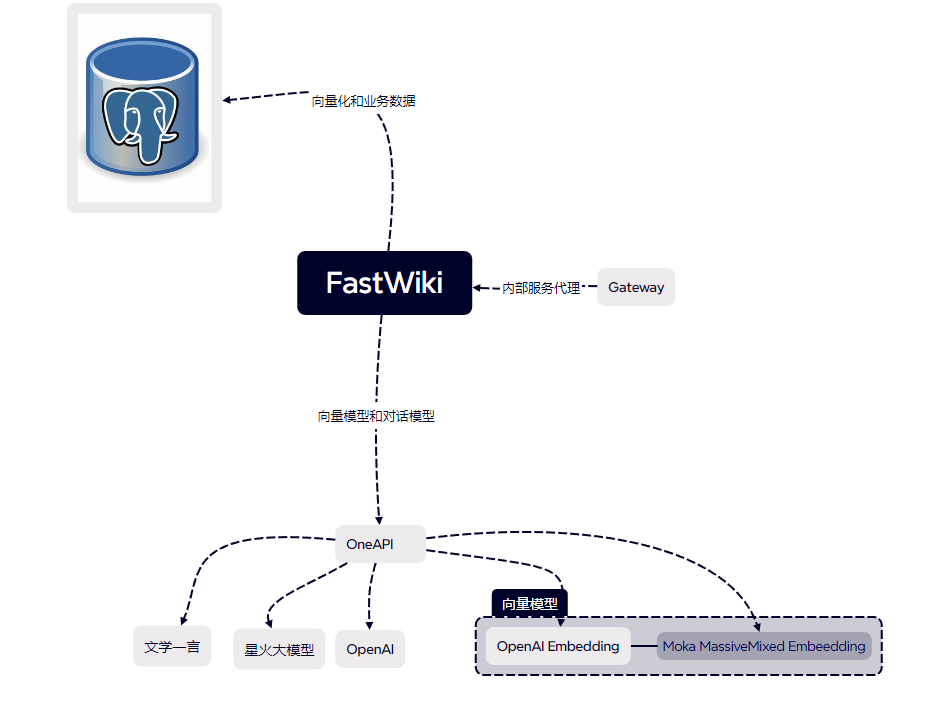 向量化和业务数据
FastWiki
内部服务代理
Gateway
向量模型和对话模型
OneAPI
向量模型
文学一言
星火大模型
OpenAI
OpenAI Embedding
Moka MassiveMixed Embeedding